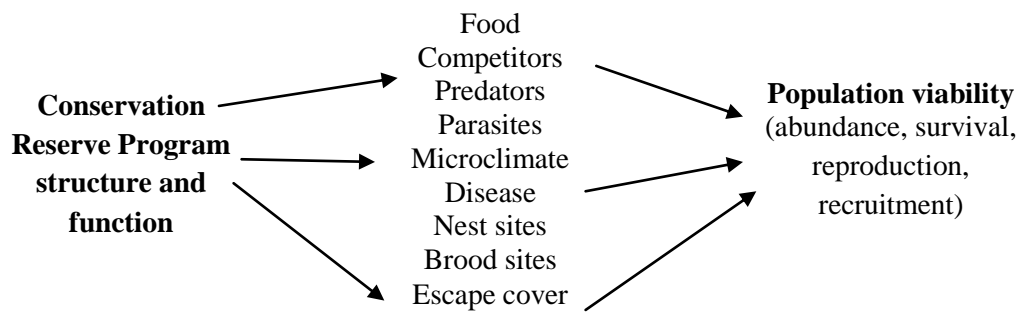 Conservation
Reserve Program
structure and
function
Food
Competitors
Predators
Parasites
Microclimate
Disease
Nest sites
Brood sites
Escape cover
Population viability
(abundance, survival,
reproduction,
recruitment)